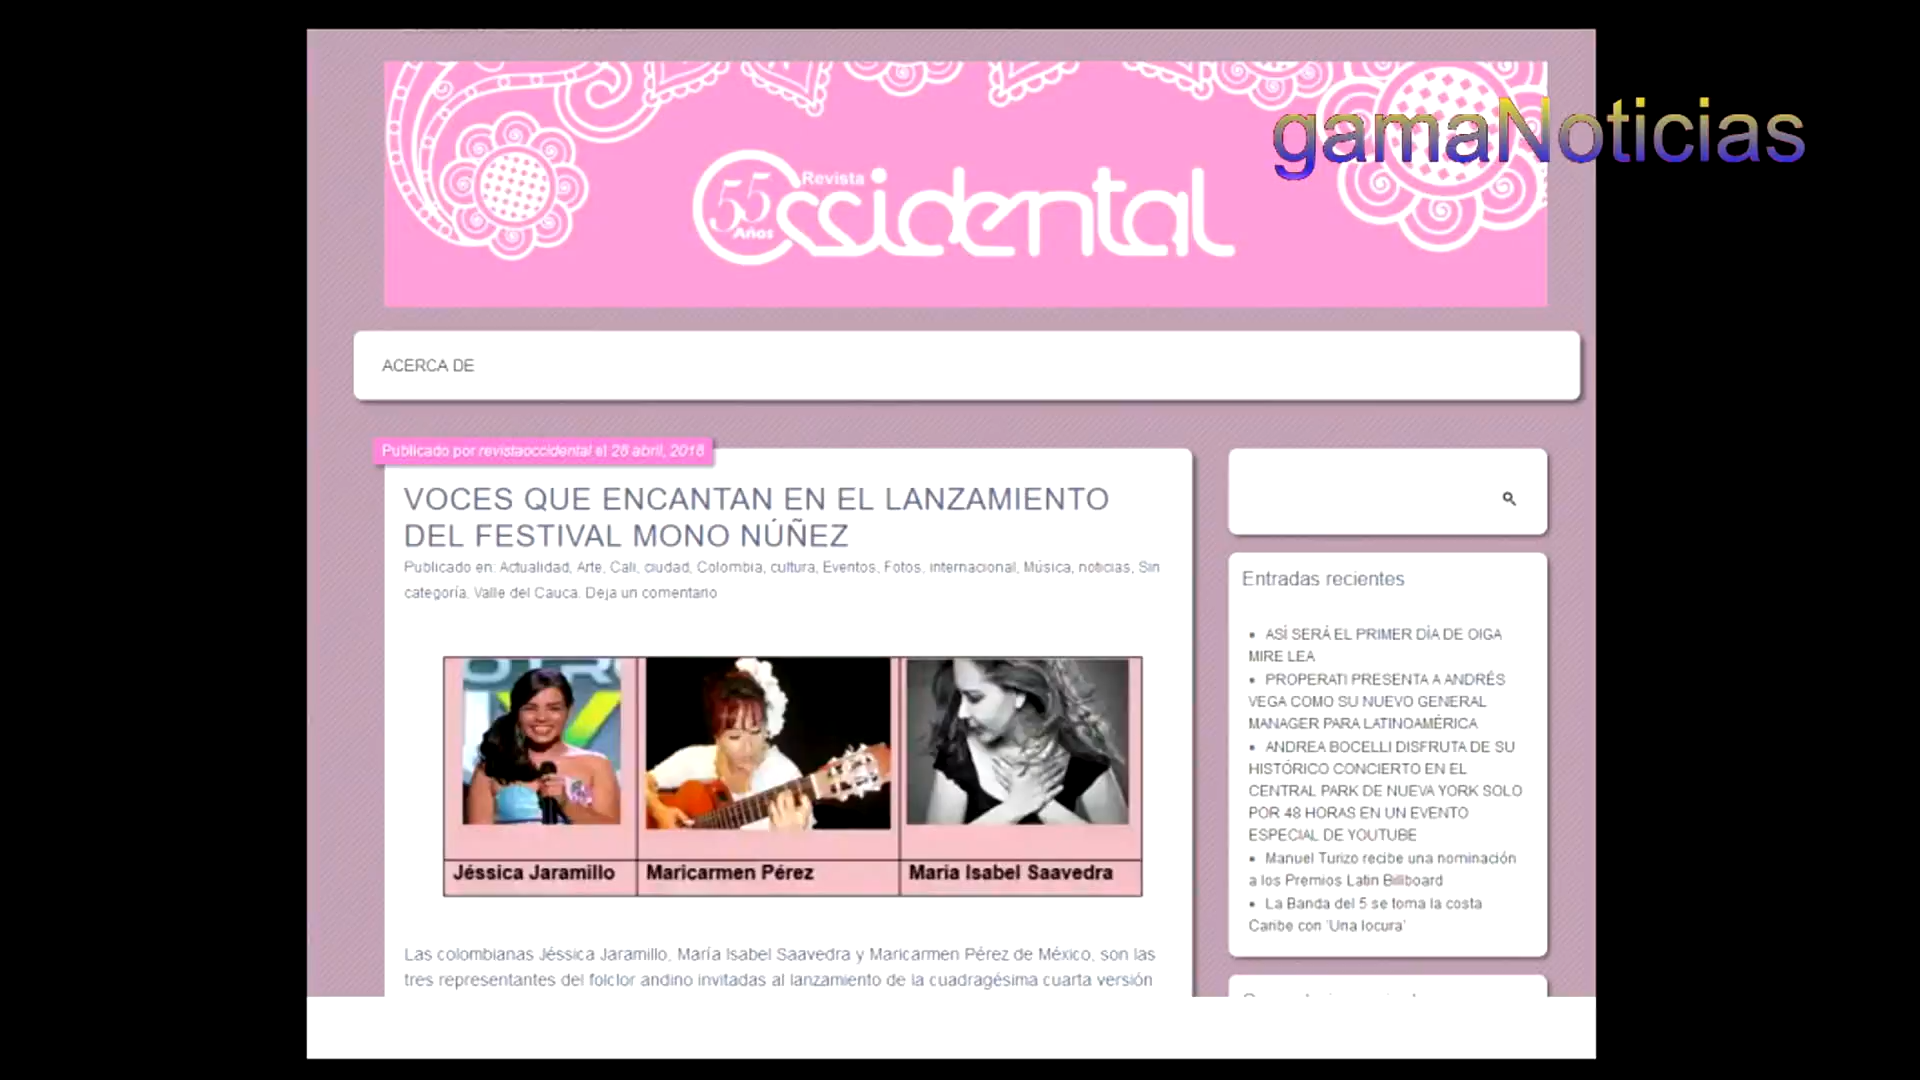 gamaNoticias
55
Años
Revista
Occidental
ACERCA DE
Publicado por revistaoccidental el 26 abril, 2018
VOCES QUE ENCANTAN EN EL LANZAMIENTO
DEL FESTIVAL MONO NÚÑEZ
Publicado en: Actualidad, Arte, Cali, ciudad, Colombia, cultura, Eventos, Fotos, internacional, Música, noticias, Sin
categoría, Valle del Cauca. Deja un comentario
Jéssica Jaramillo
Maricarmen Pérez
Maria Isabel Saavedra
Las colombianas Jéssica Jaramillo, María Isabel Saavedra y Maricarmen Pérez de México, son las
tres representantes del folclor andino invitadas al lanzamiento de la cuadragésima cuarta versión
Entradas recientes
• ASÍ SERÁ EL PRIMER DÍA DE OIGA
MIRE LEA
• PROPERATI PRESENTA A ANDRÉS
VEGA COMO SU NUEVO GENERAL
MANAGER PARA LATINOAMÉRICA
• ANDREA BOCELLI DISFRUTA DE SU
HISTÓRICO CONCIERTO EN EL
CENTRAL PARK DE NUEVA YORK SOLO
POR 48 HORAS EN UN EVENTO
ESPECIAL DE YOUTUBE
• Manuel Turizo recibe una nominación
a los Premios Latin Billboard
• La Banda del 5 se toma la costa
Caribe con 'Una locura'